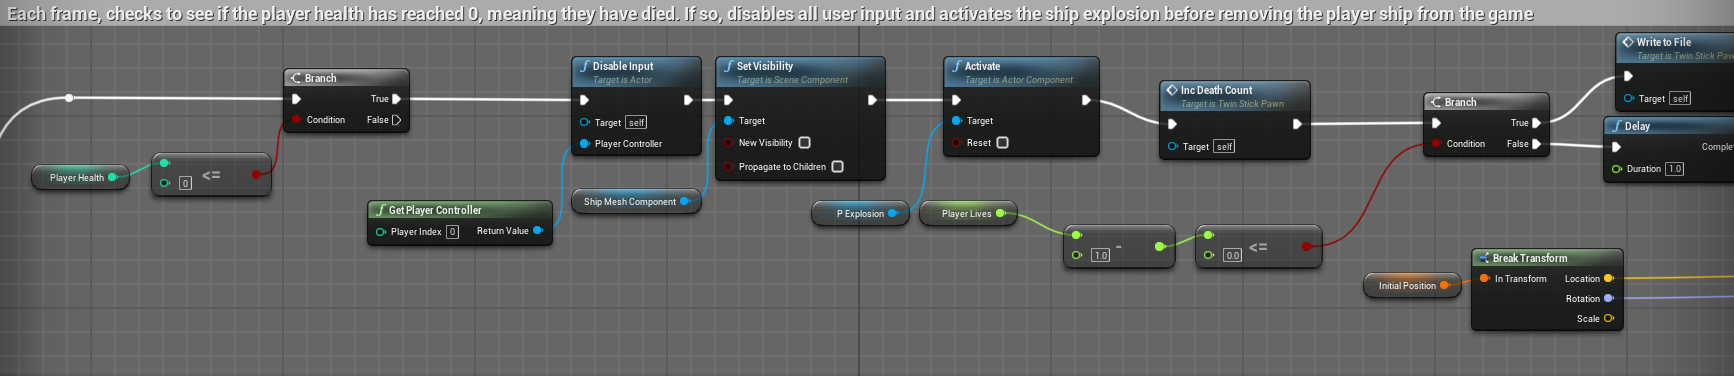 Each frame, checks to see if the player health has reached 0, meaning they have died. If so, disables all user input and activates the ship explosion before removing the player ship from the game
Branch
True
Condition
False
Player Health
0
<=
Get Player Controller
Player Index 0
Return Value
Disable Input
Target is Actor
Target self
Player Controller
Ship Mesh Component
Set Visibility
Target is Scene Component
Target
New Visibility
Propagate to Children
P Explosion
Activate
Target is Actor Component
Target
Reset
Player Lives
1.0
-
0.0
<=
Inc Death Count
Target is Twin Stick Pawn
Target self
Branch
True
Condition
False
Initial Position
Break Transform
In Transform
Location
Rotation
Scale
Write to File
Target is Twin Stick Paw
Target self
Delay
Comple
Duration 1.0